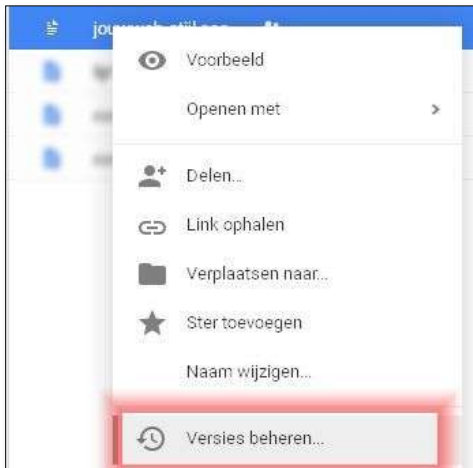 Voorbeeld
Openen met
Delen...
Link ophalen
Verplaatsen naar...
Ster toevoegen
Naam wijzigen...
Versies beheren...